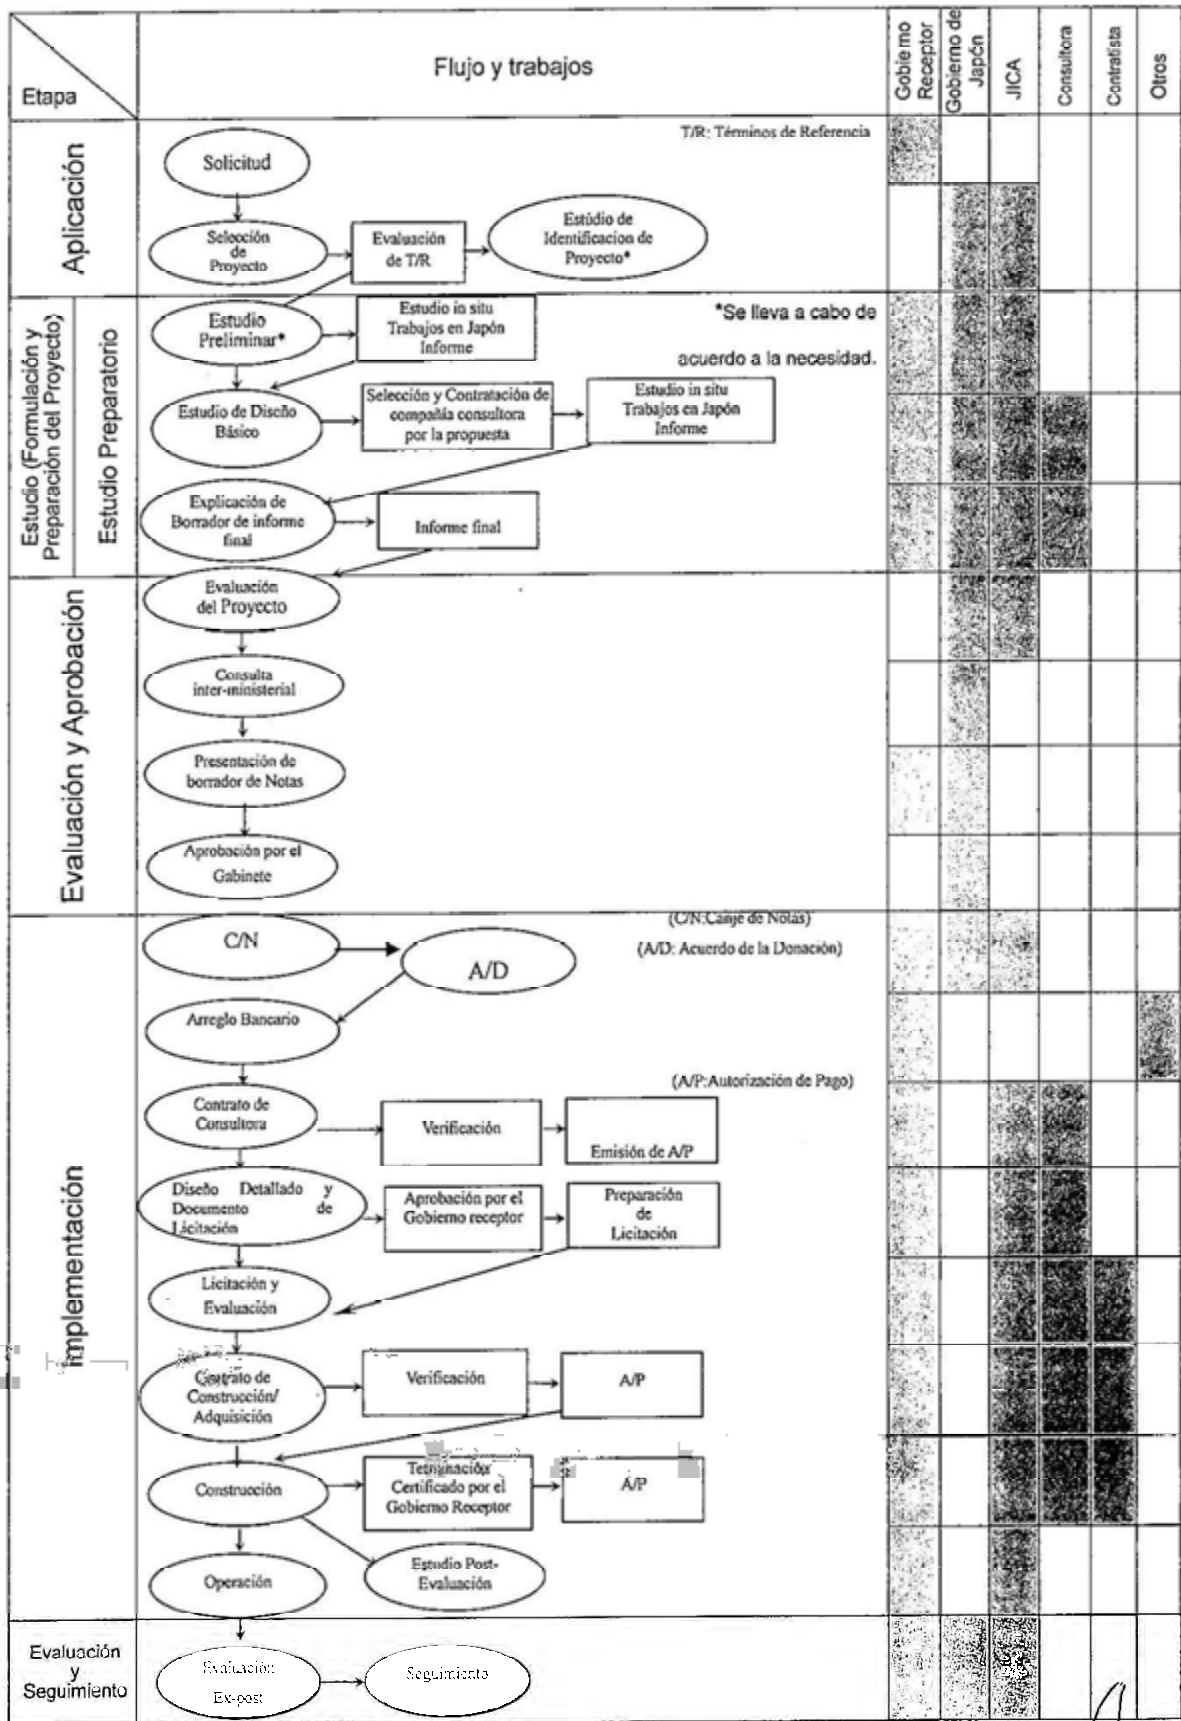 Etapa
Flujo y trabajos
Gobierno
Receptor
Gobierno de
Japón
JICA
Consultora
Contratista
Otros
Aplicación
T/R: Términos de Referencia
Solicitud
Selección
de
Proyecto
Evaluación
de T/R
Estúdio de
Identificacion de
Proyecto*
Estudio (Formulación y
Preparación del Proyecto)
Estudio Preparatorio
Estudio
Preliminar*
Estudio in situ
Trabajos en Japón
Informe
*Se lleva a cabo de
acuerdo a la necesidad.
Estudio de Diseño
Básico
Selección y Contratación de
compañía consultora
por la propuesta
Estudio in situ
Trabajos en Japón
Informe
Explicación de
Borrador de informe
final
Informe final
Evaluación y Aprobación
Evaluación
del Proyecto
Consulta
inter-ministerial
Presentación de
borrador de Notas
Aprobación por el
Gabinete
Implementación
(C/N:Canje de Notas)
C/N
(A/D: Acuerdo de la Donación)
A/D
Arreglo Bancario
(A/P:Autorización de Pago)
Contrato de
Consultora
Verificación
Emisión de A/P
Diseño Detallado y
Documento de
Licitación
Aprobación por el
Gobierno receptor
Preparación
de
Licitación
Licitación y
Evaluación
Contrato de
Construcción/
Adquisición
Verificación
A/P
Construcción
Certificado por el
Gobierno Receptor
A/P
Operación
Estudio Post-
Evaluación
Evaluación
y
Seguimiento
Evaluación
Ex-post
Seguimiento